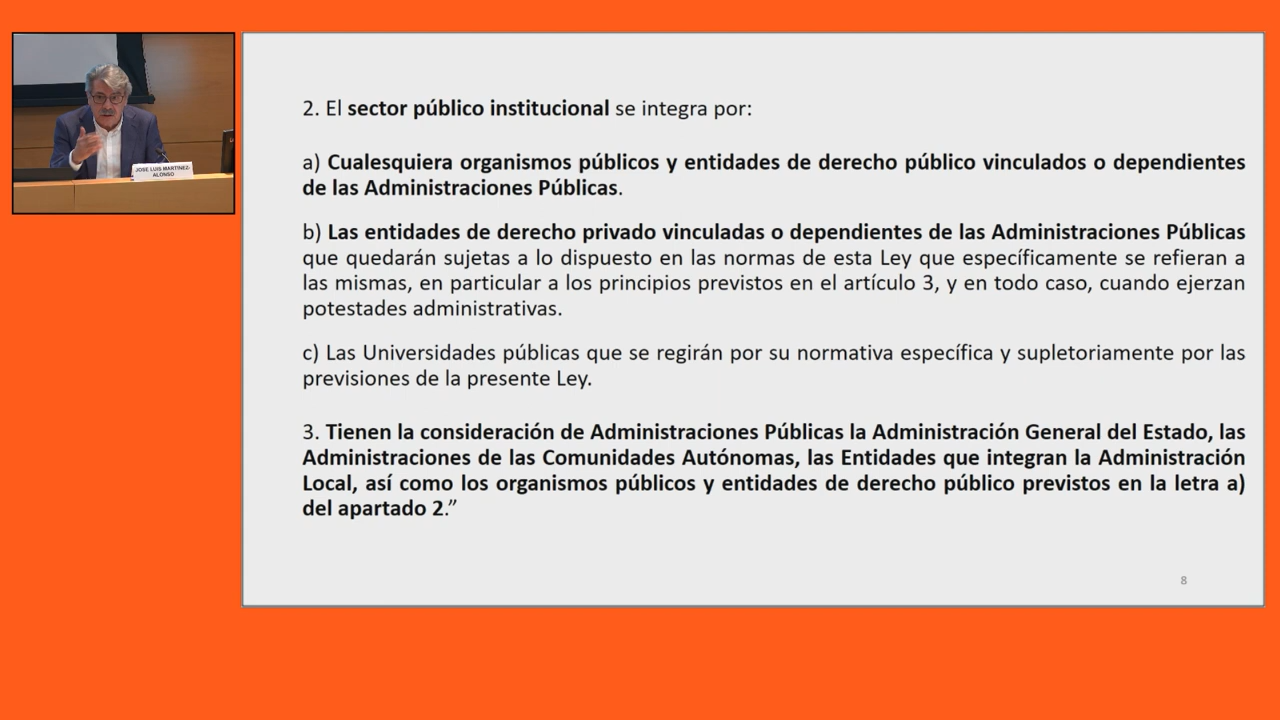 JOSE LUIS MARTINEZ-
ALONSO
2. El sector público institucional se integra por:
a) Cualesquiera organismos públicos y entidades de derecho público vinculados o dependientes
de las Administraciones Públicas.
b) Las entidades de derecho privado vinculadas o dependientes de las Administraciones Públicas
que quedarán sujetas a lo dispuesto en las normas de esta Ley que específicamente se refieran a
las mismas, en particular a los principios previstos en el artículo 3, y en todo caso, cuando ejerzan
potestades administrativas.
c) Las Universidades públicas que se regirán por su normativa específica y supletoriamente por las
previsiones de la presente Ley.
3. Tienen la consideración de Administraciones Públicas la Administración General del Estado, las
Administraciones de las Comunidades Autónomas, las Entidades que integran la Administración
Local, así como los organismos públicos y entidades de derecho público previstos en la letra a)
del apartado 2.”
8